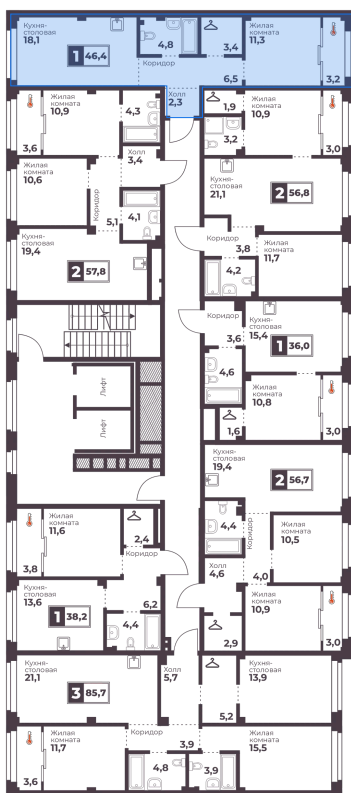 Кухня-
столовая
18,1
1 46,4
4,8
3,4
Жилая
комната
11,3
Коридор
6,5
3,2
Холл
2,3
Жилая
комната
10,9
4,3
1,9
Жилая
комната
10,9
3,6
Холл
3,4
3,2
3,0
Жилая
комната
10,6
Коридор
5,1
4,1
Кухня-
столовая
21,1
2 56,8
Кухня-
столовая
19,4
2 57,8
Коридор
3,8
Жилая
комната
11,7
4,2
Коридор
3,6
Кухня-
столовая
15,4
1 36,0
Лифт
4,6
Жилая
комната
10,8
Лифт
1,6
3,0
Кухня-
столовая
19,4
2 56,7
Жилая
комната
11,6
2,4
4,4
Коридор
Жилая
комната
10,5
3,8
Кухня-
столовая
13,6
1 38,2
6,2
4,4
Холл
4,6
4,0
Жилая
комната
10,9
2,9
3,0
Кухня-
столовая
21,1
3 85,7
Холл
5,7
Жилая
комната
13,9
5,2
Жилая
комната
11,7
Коридор
3,9
Жилая
комната
15,5
3,6
4,8
3,9